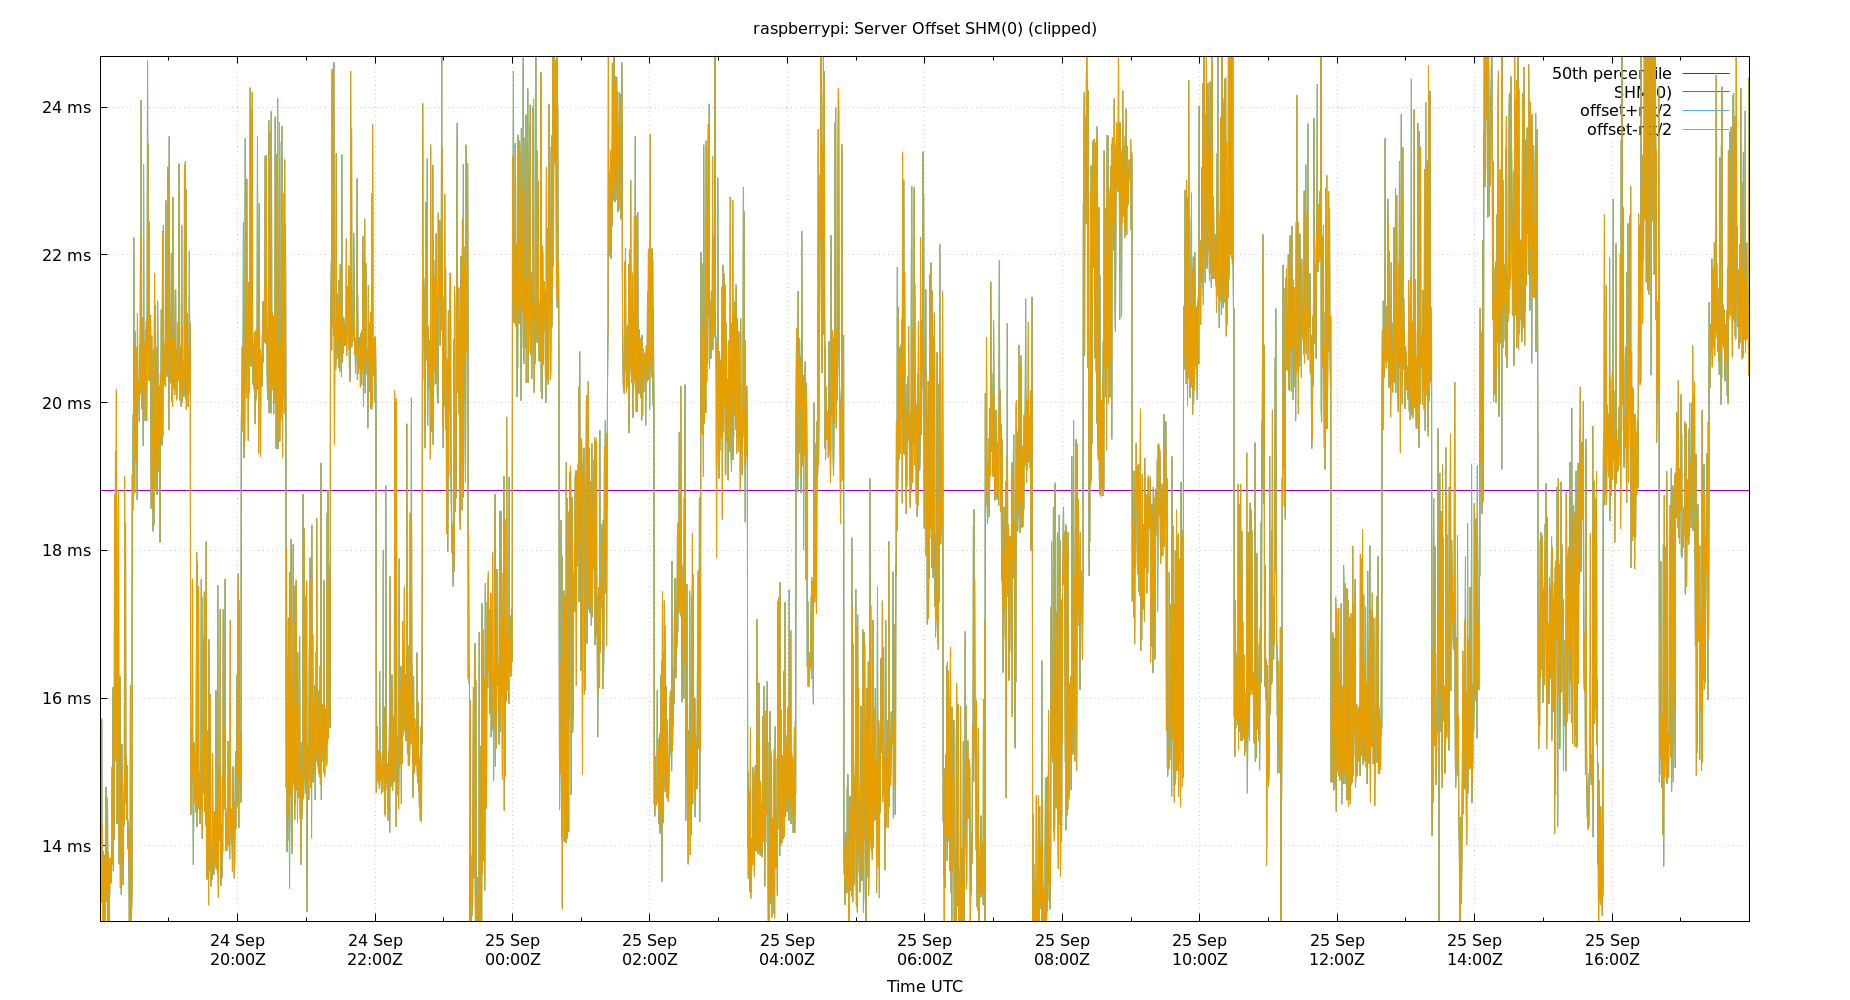 raspberrypi: Server Offset SHM(0) (clipped)
50th percentile
SHM(0)
offset+rtt/2
offset-rtt/2
24 ms
22 ms
20 ms
18 ms
16 ms
14 ms
24 Sep 24 Sep 25 Sep 25 Sep 25 Sep 25 Sep 25 Sep 25 Sep 25 Sep 25 Sep 25 Sep
20:00Z 22:00Z 00:00Z 02:00Z 04:00Z 06:00Z 08:00Z 10:00Z 12:00Z 14:00Z 16:00Z
Time UTC